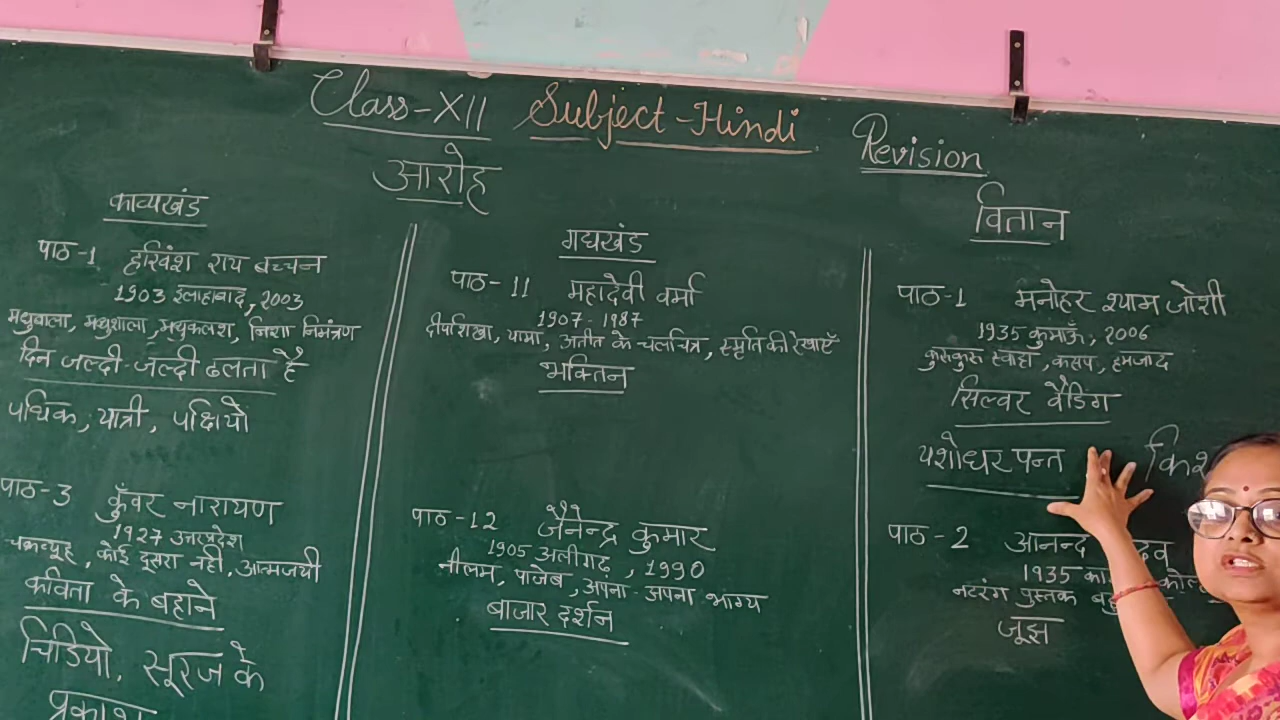 Class-XII Subject-Hindi Revision
आरोह
काव्यखंड
पाठ-1 हरिवंश राय बच्चन
1903 इलाहाबाद, 2003
मधुबाला, मधुशाला, मधुकलश, निशा निमंत्रण
दिन जल्दी-जल्दी ढलता है
पथिक, यात्री, पक्षियो
पाठ-3 कुँवर नारायण
1927 उत्तरप्रदेश
चक्रव्यूह, कोई दूसरा नही, आत्मजयी
कविता के बहाने
चिडियो, सूरज के
प्रकाश
गद्यखंड
पाठ-11 महादेवी वर्मा
1907-1987
दीपशिखा, यामा, अतीत के चलचित्र, स्मृति की रेखाएँ
भक्तिन
पाठ-12 जैनेन्द्र कुमार
1905 अलीगढ, 1990
नीलम, पाजेब, अपना-अपना भाग्य
बाजार दर्शन
वितान
पाठ-1 मनोहर श्याम जोशी
1935 कुमाऊँ, 2006
कुरुकुरु स्वाहा, कसप, हमजाद
सिल्वर वैडिंग
यशोधर पन्त
पाठ-2 आनन्द
1935
नटरंग पुस्तक
जूझ